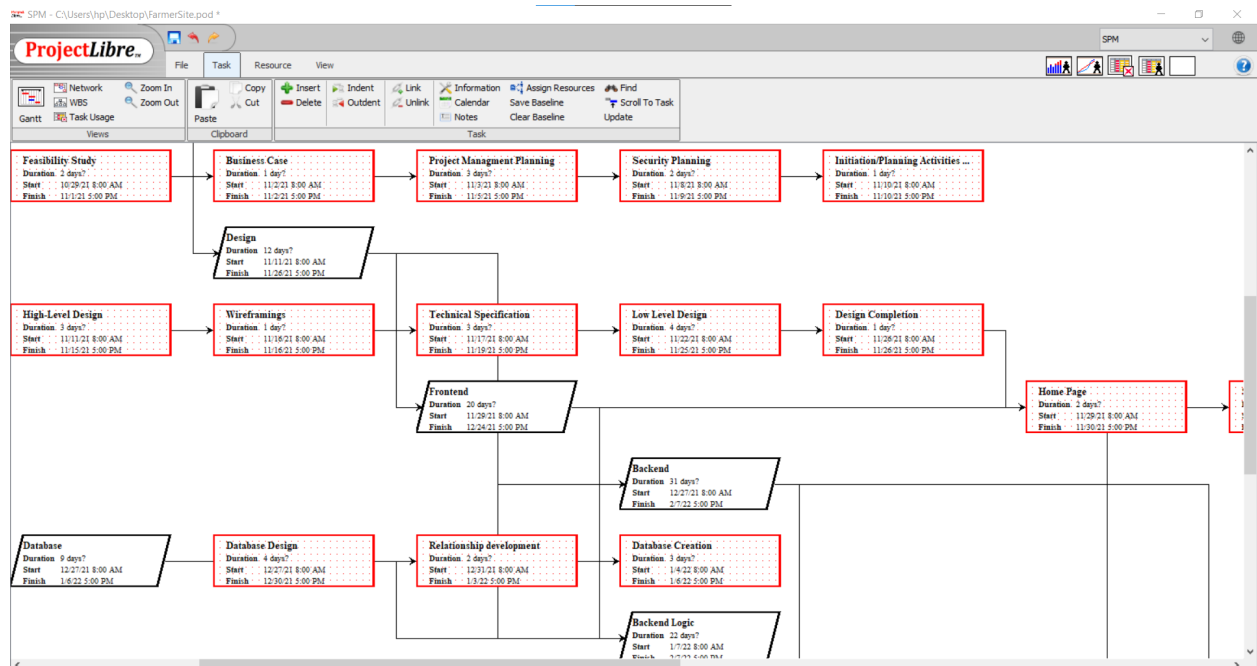 SPM - C:\Users\hp\Desktop\FarmerSite.pod *
ProjectLibre TM
SPM
File Task Resource View
Gantt
Network
WBS
Task Usage
Zoom In
Zoom Out
Views
Paste
Copy
Cut
Clipboard
Insert
Delete
Indent
Outdent
Link
Unlink
Information
Calendar
Notes
Assign Resources
Save Baseline
Clear Baseline
Find
Scroll To Task
Update
Task
Feasibility Study
Duration 2 days?
Start 10/29/21 8:00 AM
Finish 11/1/21 5:00 PM
Business Case
Duration 1 day?
Start 11/2/21 8:00 AM
Finish 11/2/21 5:00 PM
Project Managment Planning
Duration 3 days?
Start 11/3/21 8:00 AM
Finish 11/5/21 5:00 PM
Security Planning
Duration 2 days?
Start 11/8/21 8:00 AM
Finish 11/9/21 5:00 PM
Initiation/Planning Activities ...
Duration 1 day?
Start 11/10/21 8:00 AM
Finish 11/10/21 5:00 PM
Design
Duration 12 days?
Start 11/11/21 8:00 AM
Finish 11/26/21 5:00 PM
High-Level Design
Duration 3 days?
Start 11/11/21 8:00 AM
Finish 11/15/21 5:00 PM
Wireframings
Duration 1 day?
Start 11/16/21 8:00 AM
Finish 11/16/21 5:00 PM
Technical Specification
Duration 3 days?
Start 11/17/21 8:00 AM
Finish 11/19/21 5:00 PM
Low Level Design
Duration 4 days?
Start 11/22/21 8:00 AM
Finish 11/25/21 5:00 PM
Design Completion
Duration 1 day?
Start 11/26/21 8:00 AM
Finish 11/26/21 5:00 PM
Frontend
Duration 20 days?
Start 11/29/21 8:00 AM
Finish 12/24/21 5:00 PM
Home Page
Duration 2 days?
Start 11/29/21 8:00 AM
Finish 11/30/21 5:00 PM
Backend
Duration 31 days?
Start 12/27/21 8:00 AM
Finish 2/7/22 5:00 PM
Database
Duration 9 days?
Start 12/27/21 8:00 AM
Finish 1/6/22 5:00 PM
Database Design
Duration 4 days?
Start 12/27/21 8:00 AM
Finish 12/30/21 5:00 PM
Relationship development
Duration 2 days?
Start 12/31/21 8:00 AM
Finish 1/3/22 5:00 PM
Database Creation
Duration 3 days?
Start 1/4/22 8:00 AM
Finish 1/6/22 5:00 PM
Backend Logic
Duration 22 days?
Start 1/7/22 8:00 AM
Finish 2/7/22 5:00 PM